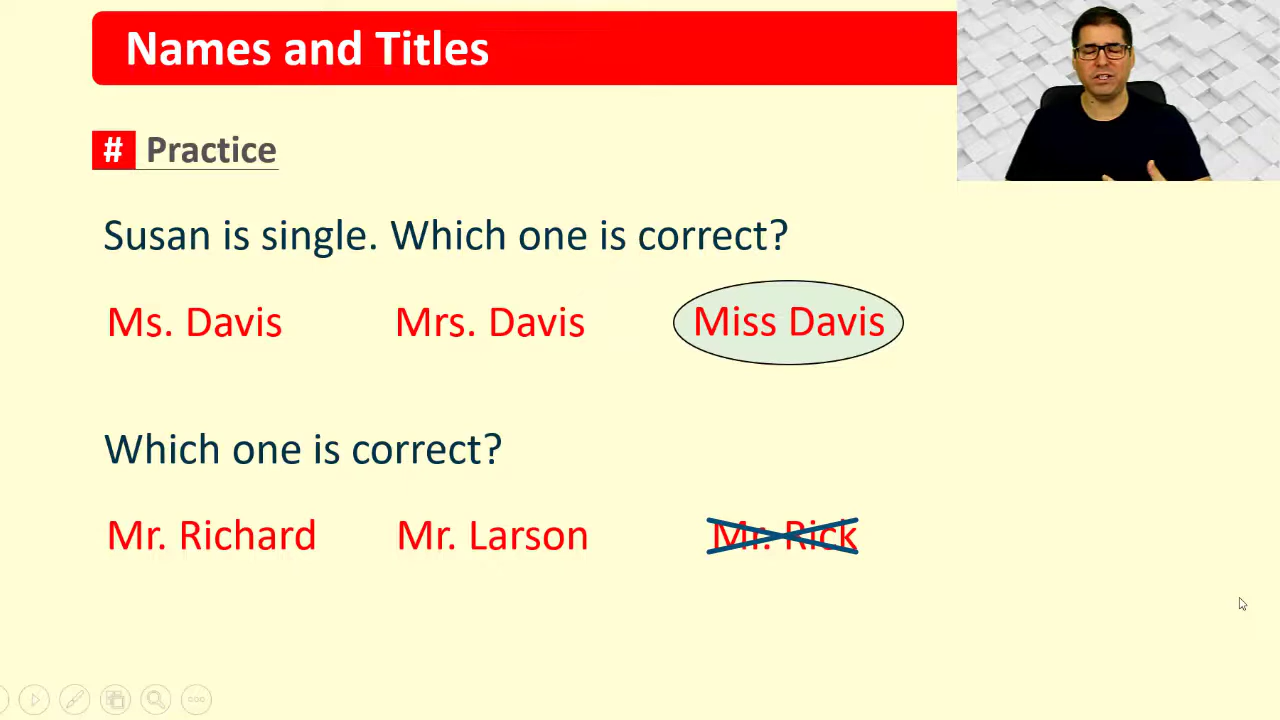 Names and Titles
# Practice
Susan is single. Which one is correct?
Ms. Davis Mrs. Davis Miss Davis
Which one is correct?
Mr. Richard Mr. Larson Mr. Rick